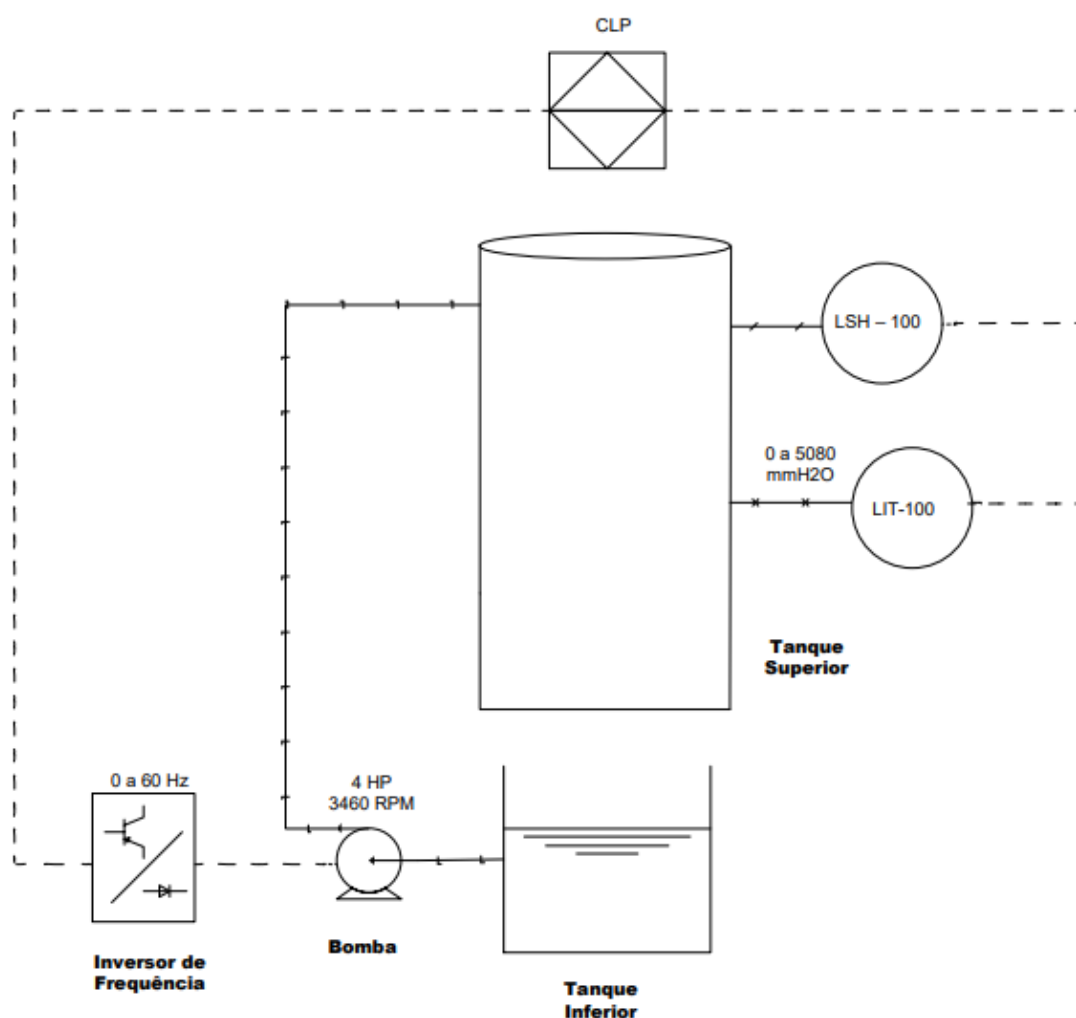 CLP
LSH – 100
0 a 5080
mmH2O
LIT-100
Tanque
Superior
0 a 60 Hz
4 HP
3460 RPM
Bomba
Inversor de
Frequência
Tanque
Inferior